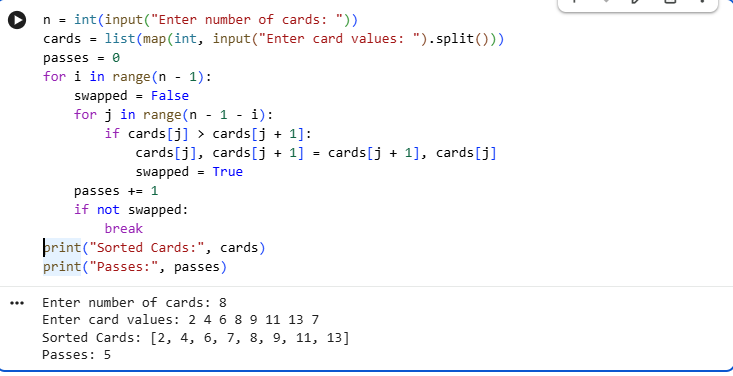 n = int(input("Enter number of cards: "))
cards = list(map(int, input("Enter card values: ").split()))
passes = 0
for i in range(n - 1):
    swapped = False
    for j in range(n - 1 - i):
        if cards[j] > cards[j + 1]:
            cards[j], cards[j + 1] = cards[j + 1], cards[j]
            swapped = True
    passes += 1
    if not swapped:
        break
print("Sorted Cards:", cards)
print("Passes:", passes)
Enter number of cards: 8
Enter card values: 2 4 6 8 9 11 13 7
Sorted Cards: [2, 4, 6, 7, 8, 9, 11, 13]
Passes: 5